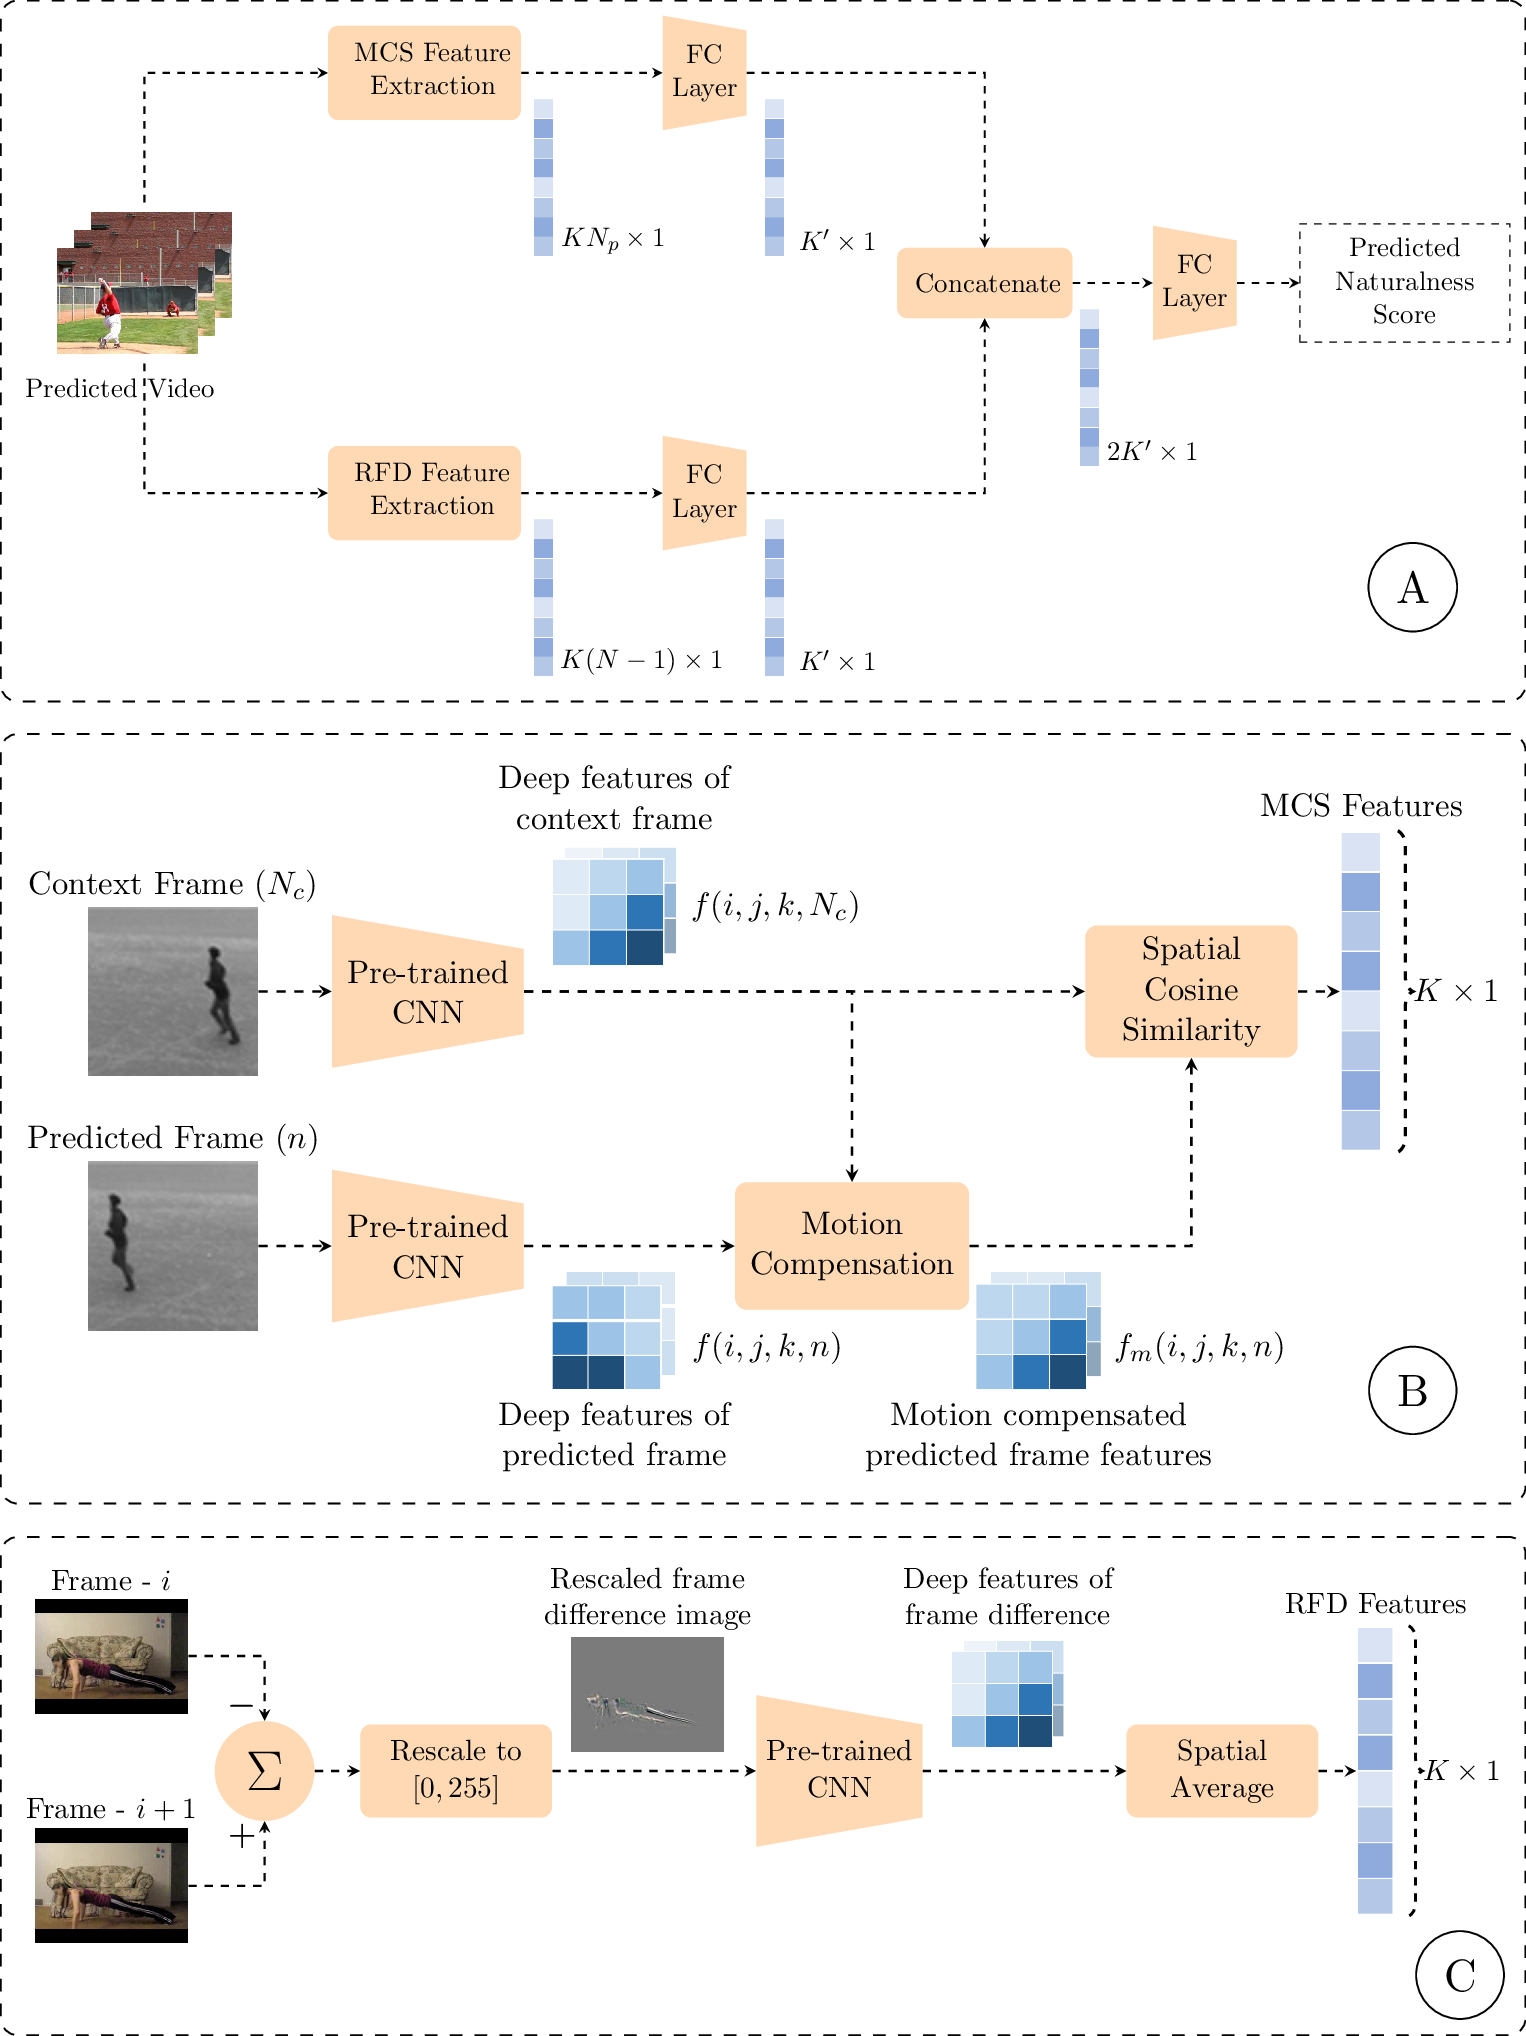 MCS Feature
Extraction
FC
Layer
$KN_p \times 1$
$K' \times 1$
Predicted Video
Concatenate
FC
Layer
Predicted
Naturalness
Score
$2K' \times 1$
RFD Feature
Extraction
FC
Layer
$K(N-1) \times 1$
$K' \times 1$
A
Deep features of
context frame
MCS Features
Context Frame ($N_c$)
$f(i, j, k, N_c)$
Pre-trained
CNN
Spatial
Cosine
Similarity
$K \times 1$
Predicted Frame ($n$)
Pre-trained
CNN
Motion
Compensation
$f(i, j, k, n)$
$f_m(i, j, k, n)$
Deep features of
predicted frame
Motion compensated
predicted frame features
B
Frame - $i$
Rescaled frame
difference image
Deep features of
frame difference
RFD Features
−
∑
Rescale to
[0, 255]
Pre-trained
CNN
Spatial
Average
$K \times 1$
Frame - $i+1$
+
C